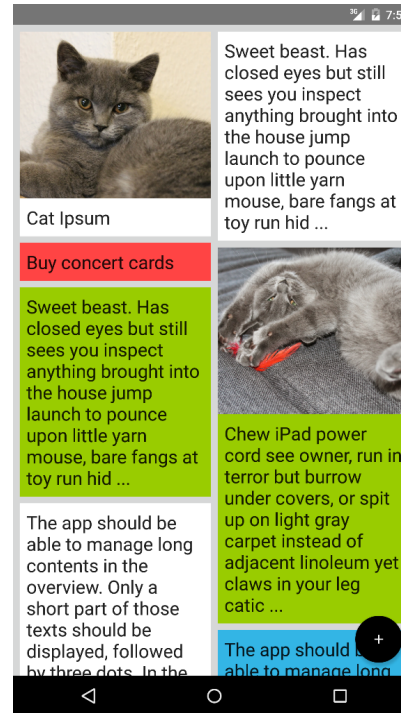 3G 7:5
Cat Ipsum
Buy concert cards
Sweet beast. Has
closed eyes but still
sees you inspect
anything brought into
the house jump
launch to pounce
upon little yarn
mouse, bare fangs at
toy run hid ...
The app should be
able to manage long
contents in the
overview. Only a
short part of those
texts should be
displayed, followed
by three dots. In the
Sweet beast. Has
closed eyes but still
sees you inspect
anything brought into
the house jump
launch to pounce
upon little yarn
mouse, bare fangs at
toy run hid ...
Chew iPad power
cord see owner, run in
terror but burrow
under covers, or spit
up on light gray
carpet instead of
adjacent linoleum yet
claws in your leg
catic ...
The app should
able to manage long
+